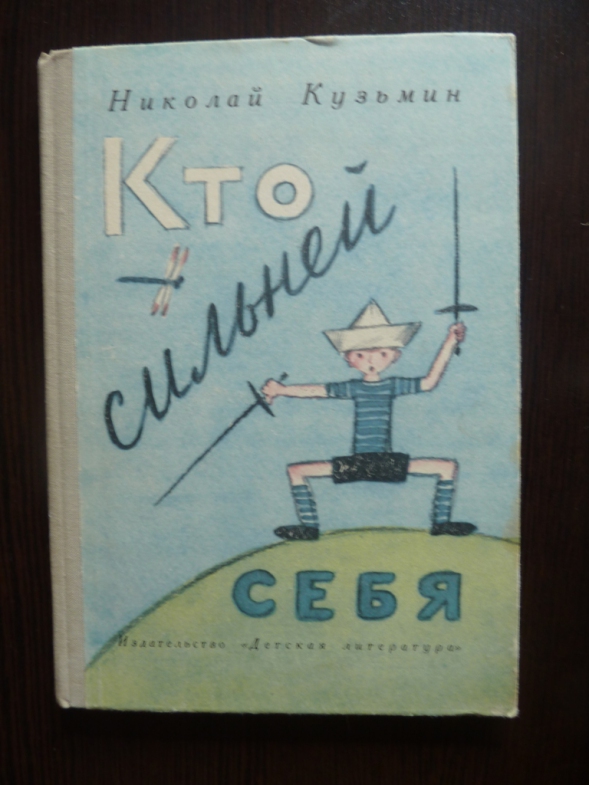 Николай Кузьмин
Кто
сильней
СЕБЯ
Издательство «Детская литература»